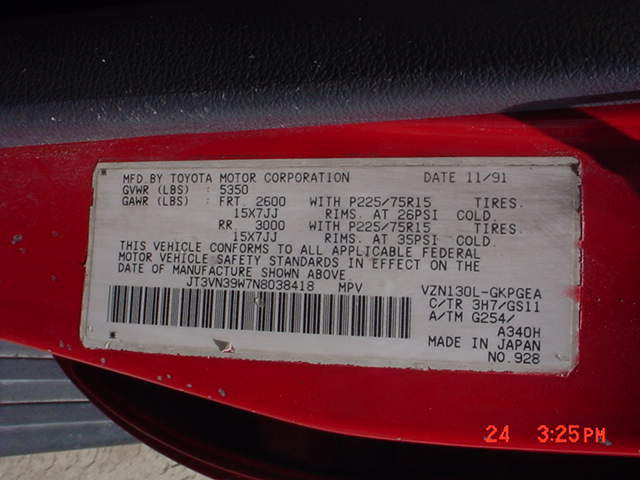 MFD.BY TOYOTA MOTOR CORPORATION DATE 11/91
GVWR (LBS) : 5350
GAWR (LBS) : FRT. 2600 WITH P225/75R15 TIRES.
15X7JJ RIMS. AT 26PSI COLD.
RR 3000 WITH P225/75R15 TIRES.
15X7JJ RIMS. AT 35PSI COLD.
THIS VEHICLE CONFORMS TO ALL APPLICABLE FEDERAL
MOTOR VEHICLE SAFETY STANDARDS IN EFFECT ON THE
DATE OF MANUFACTURE SHOWN ABOVE.
JT3VN39W7N8038418 MPV VZN130L-GKPGEA
C/TR 3H7/GS11
A/TM G254/
A340H
MADE IN JAPAN
NO.928
24 3:25PM